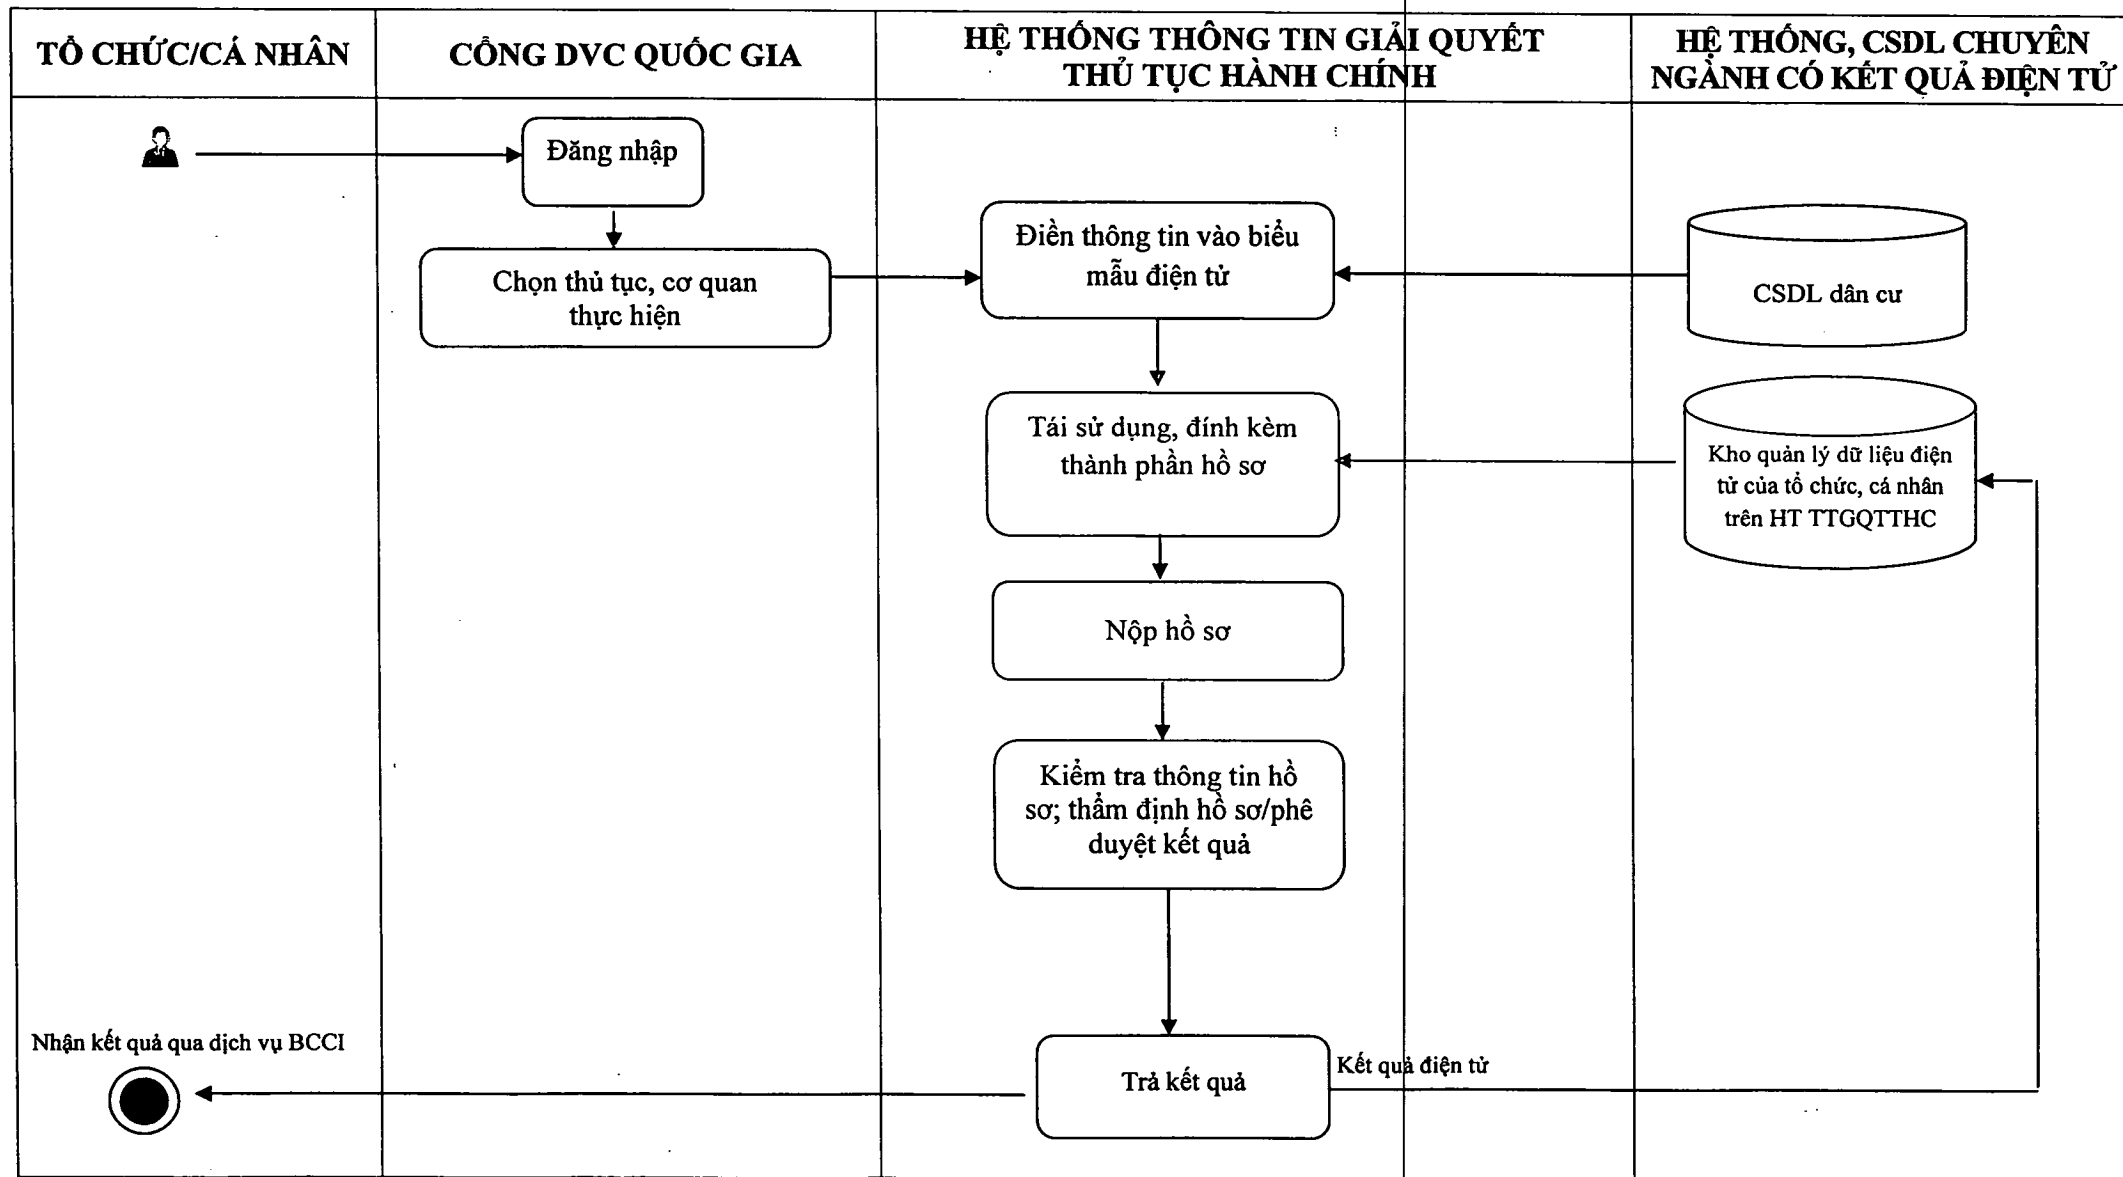 TỔ CHỨC/CÁ NHÂN
CỔNG DVC QUỐC GIA
HỆ THỐNG THÔNG TIN GIẢI QUYẾT
THỦ TỤC HÀNH CHÍNH
HỆ THỐNG, CSDL CHUYÊN
NGÀNH CÓ KẾT QUẢ ĐIỆN TỬ
Đăng nhập
Chọn thủ tục, cơ quan
thực hiện
Điền thông tin vào biểu
mẫu điện tử
CSDL dân cư
Tái sử dụng, đính kèm
thành phần hồ sơ
Kho quản lý dữ liệu điện
tử của tổ chức, cá nhân
trên HT TTGQTTHC
Nộp hồ sơ
Kiểm tra thông tin hồ
sơ; thẩm định hồ sơ/phê
duyệt kết quả
Nhận kết quả qua dịch vụ BCCI
Trả kết quả
Kết quả điện tử